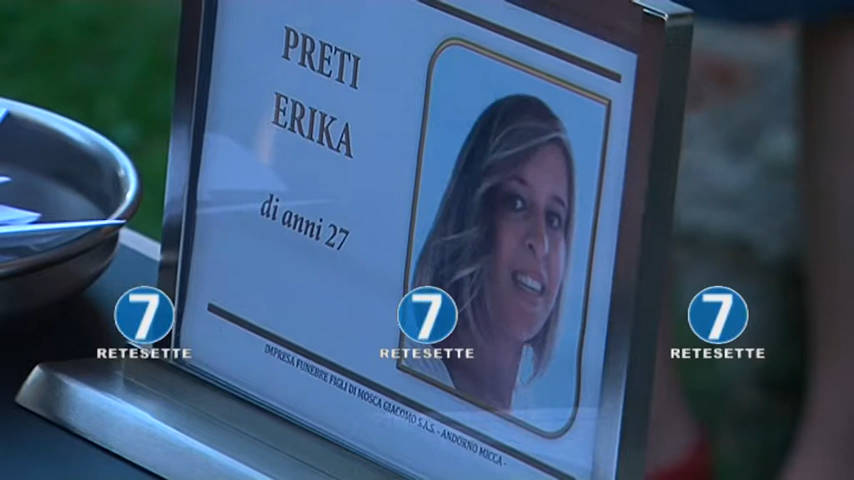 PRETI
ERIKA
di anni 27
7 7 7
RETESETTE RETESETTE RETESETTE
IMPRESA FUNEBRE FIGLI DI MOSCA GIACOMO S.A.S. - ANDORNO MICCA -